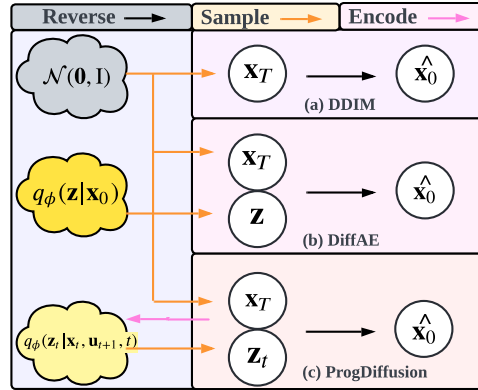 Reverse Sample Encode
𝒩(𝟎, I) 𝐱_T 𝐱̂_0
(a) DDIM
𝐱_T
q_ϕ(𝐳|𝐱_0) 𝐳 𝐱̂_0
(b) DiffAE
𝐱_T
q_ϕ(𝐳_t|𝐱_t, 𝐮_{t+1}, t) 𝐳_t 𝐱̂_0
(c) ProgDiffusion